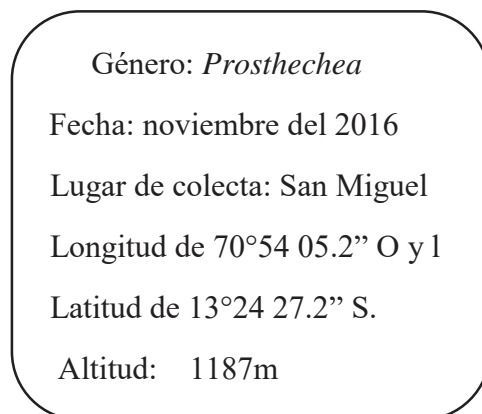 Género: Prosthechea
Fecha: noviembre del 2016
Lugar de colecta: San Miguel
Longitud de 70°54 05.2” O y l
Latitud de 13°24 27.2” S.
Altitud: 1187m